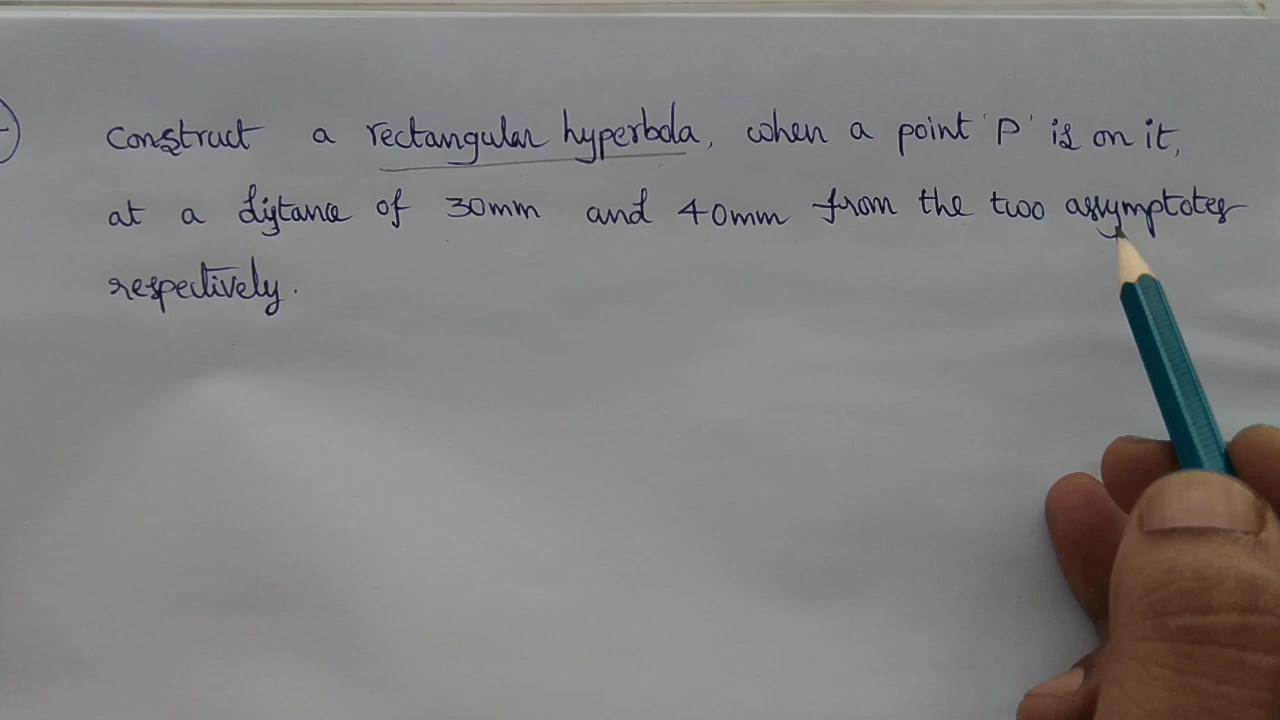 construct a rectangular hyperbola, when a point 'P' is on it,
at a distance of 30mm and 40mm from the two assymptotes
respectively.